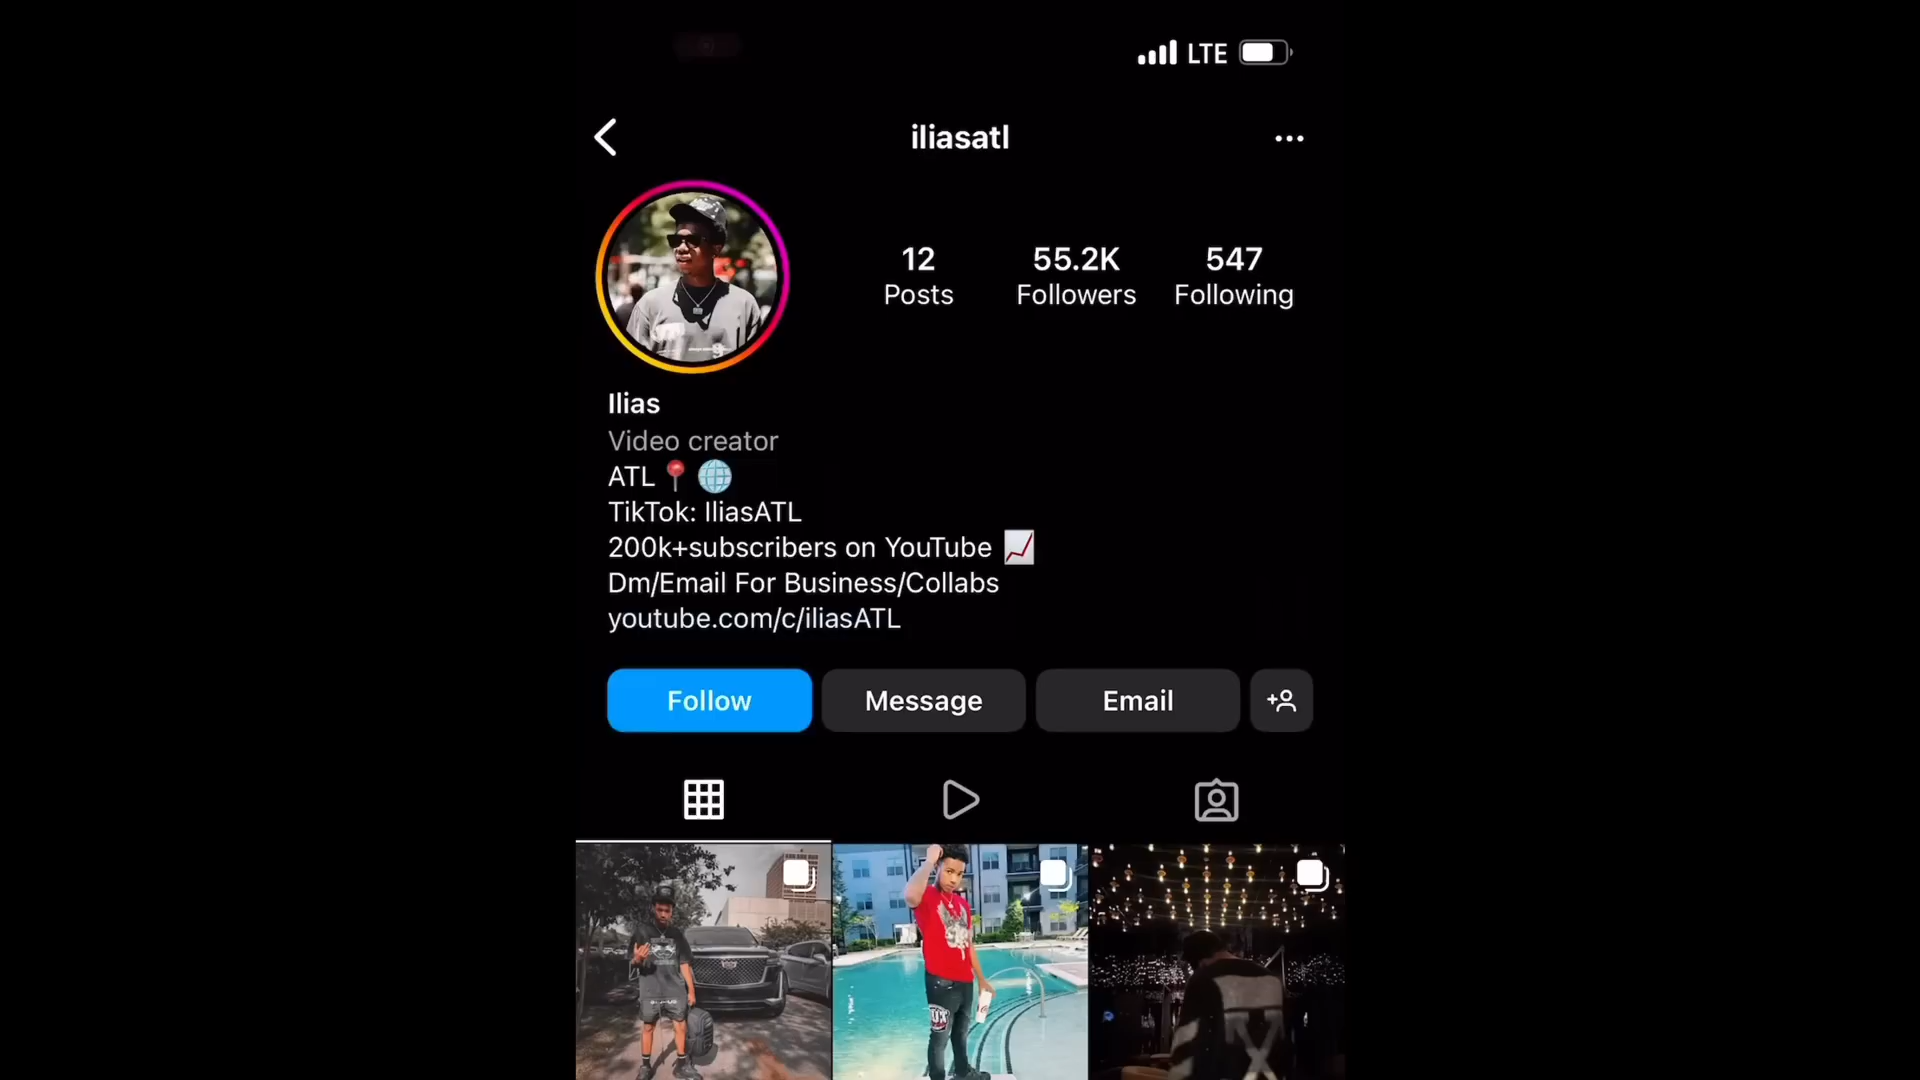 LTE
iliasatl
12 55.2K 547
Posts Followers Following
Ilias
Video creator
ATL📍🌐
TikTok: IliasATL
200k+subscribers on YouTube 📈
Dm/Email For Business/Collabs
youtube.com/c/iliasATL
Follow Message Email